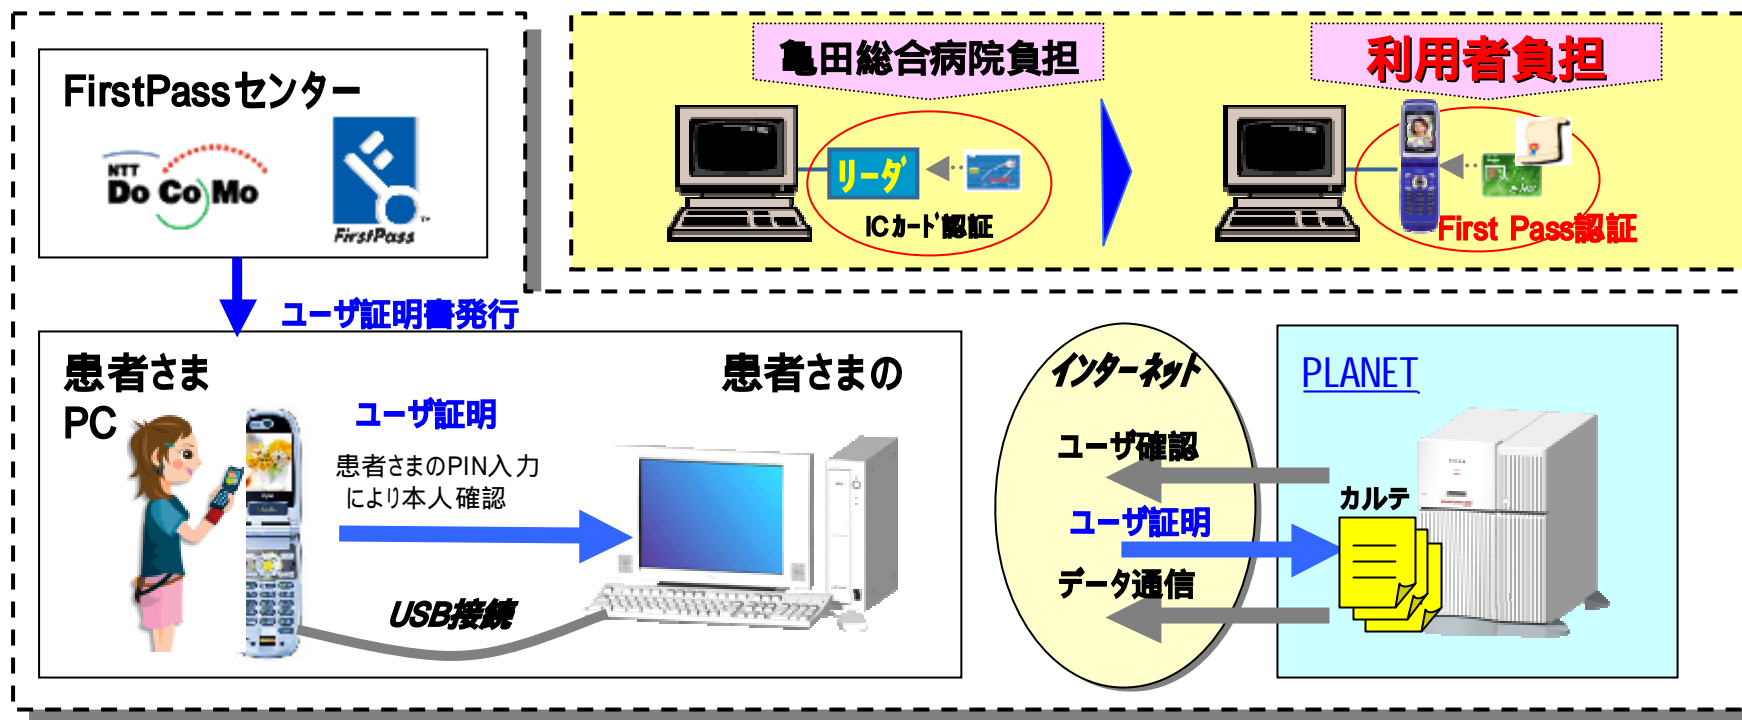 FirstPassセンター
NTT
DoCoMo
FirstPass
亀田総合病院負担
利用者負担
リーダ
ICカード認証
First Pass認証
ユーザ証明書発行
患者さま
PC
患者さまの
ユーザ証明
患者さまのPIN入力
により本人確認
USB接続
インターネット
ユーザ確認
ユーザ証明
データ通信
PLANET
カルテ